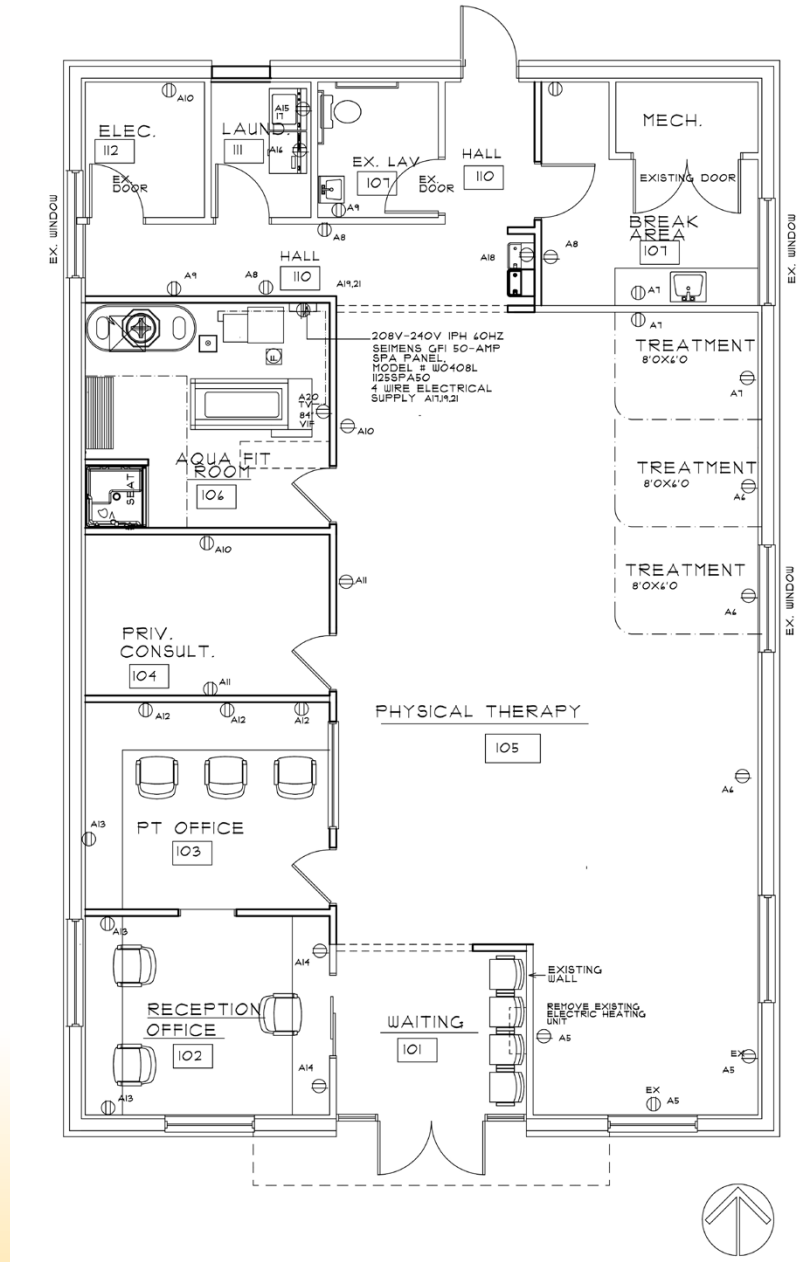 A10
ELEC.
112
EX.
DOOR
A15
17
LAUND.
111
A16
EX. LAV
107
EX.
DOOR
A9
A8
HALL
110
MECH.
EXISTING DOOR
BREAK
AREA
107
A8
A18
A7
EX. WINDOW
EX. WINDOW
HALL
110
A9
A8
A19,21
208V-240V 1PH 60HZ
SEIMENS GFI 50-AMP
SPA PANEL,
MODEL # W0408L
1125SPA50
4 WIRE ELECTRICAL
SUPPLY A17,19,21
A7
TREATMENT
8'0X6'0
A7
A20
TV
84"
VIF
A10
F
AQUA FIT
ROOM
106
SEAT
TREATMENT
8'0X6'0
A6
A10
A11
TREATMENT
8'0X6'0
A6
EX. WINDOW
PRIV.
CONSULT.
104
A11
A12
A12
A12
PHYSICAL THERAPY
105
A6
A13
PT OFFICE
103
A13
A14
EXISTING
WALL
REMOVE EXISTING
ELECTRIC HEATING
UNIT
A5
RECEPTION
OFFICE
102
WAITING
101
EX
A5
A14
A13
EX
A5